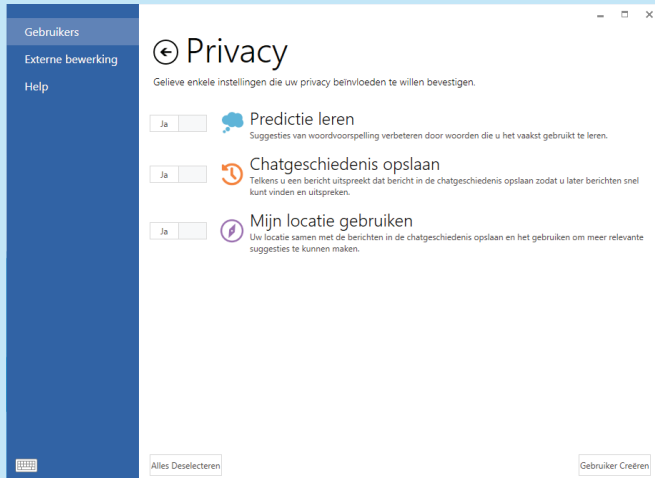 Gebruikers
Externe bewerking
Help
Privacy
Gelieve enkele instellingen die uw privacy beïnvloeden te willen bevestigen.
Ja
Predictie leren
Suggesties van woordvoorspelling verbeteren door woorden die u het vaakst gebruikt te leren.
Ja
Chatgeschiedenis opslaan
Telkens u een bericht uitspreekt dat bericht in de chatgeschiedenis opslaan zodat u later berichten snel
kunt vinden en uitspreken.
Ja
Mijn locatie gebruiken
Uw locatie samen met de berichten in de chatgeschiedenis opslaan en het gebruiken om meer relevante
suggesties te kunnen maken.
Alles Deselecteren
Gebruiker Creëren